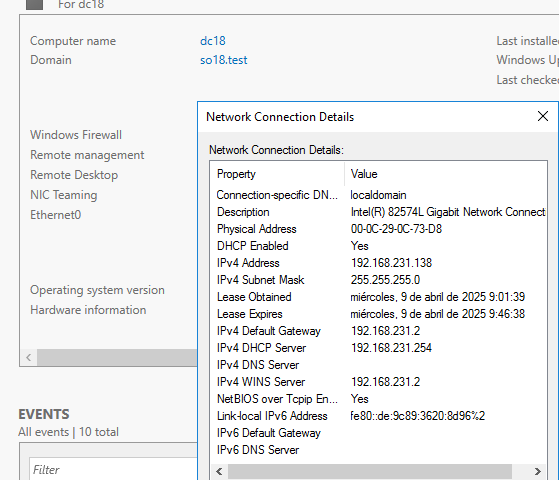 For dc18
Computer name dc18
Domain so18.test
Last installe
Windows Up
Last checke
Windows Firewall
Remote management
Remote Desktop
NIC Teaming
Ethernet0
Operating system version
Hardware information
EVENTS
All events | 10 total
Filter
Network Connection Details
Network Connection Details:
Property Value
Connection-specific DN... localdomain
Description Intel(R) 82574L Gigabit Network Connect
Physical Address 00-0C-29-0C-73-D8
DHCP Enabled Yes
IPv4 Address 192.168.231.138
IPv4 Subnet Mask 255.255.255.0
Lease Obtained miércoles, 9 de abril de 2025 9:01:39
Lease Expires miércoles, 9 de abril de 2025 9:46:38
IPv4 Default Gateway 192.168.231.2
IPv4 DHCP Server 192.168.231.254
IPv4 DNS Server
IPv4 WINS Server 192.168.231.2
NetBIOS over Tcpip En... Yes
Link-local IPv6 Address fe80::de:9c89:3620:8d96%2
IPv6 Default Gateway
IPv6 DNS Server